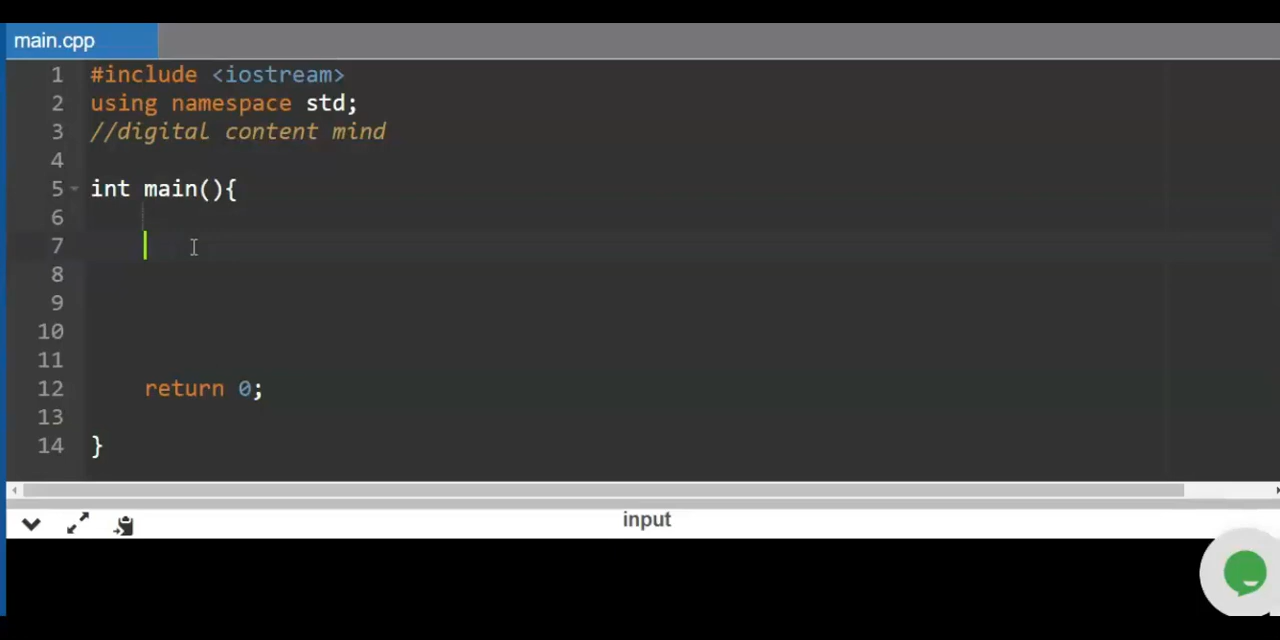 main.cpp
1 #include <iostream>
2 using namespace std;
3 //digital content mind
4
5 int main(){
6
7
8
9
10
11
12 return 0;
13
14 }
input